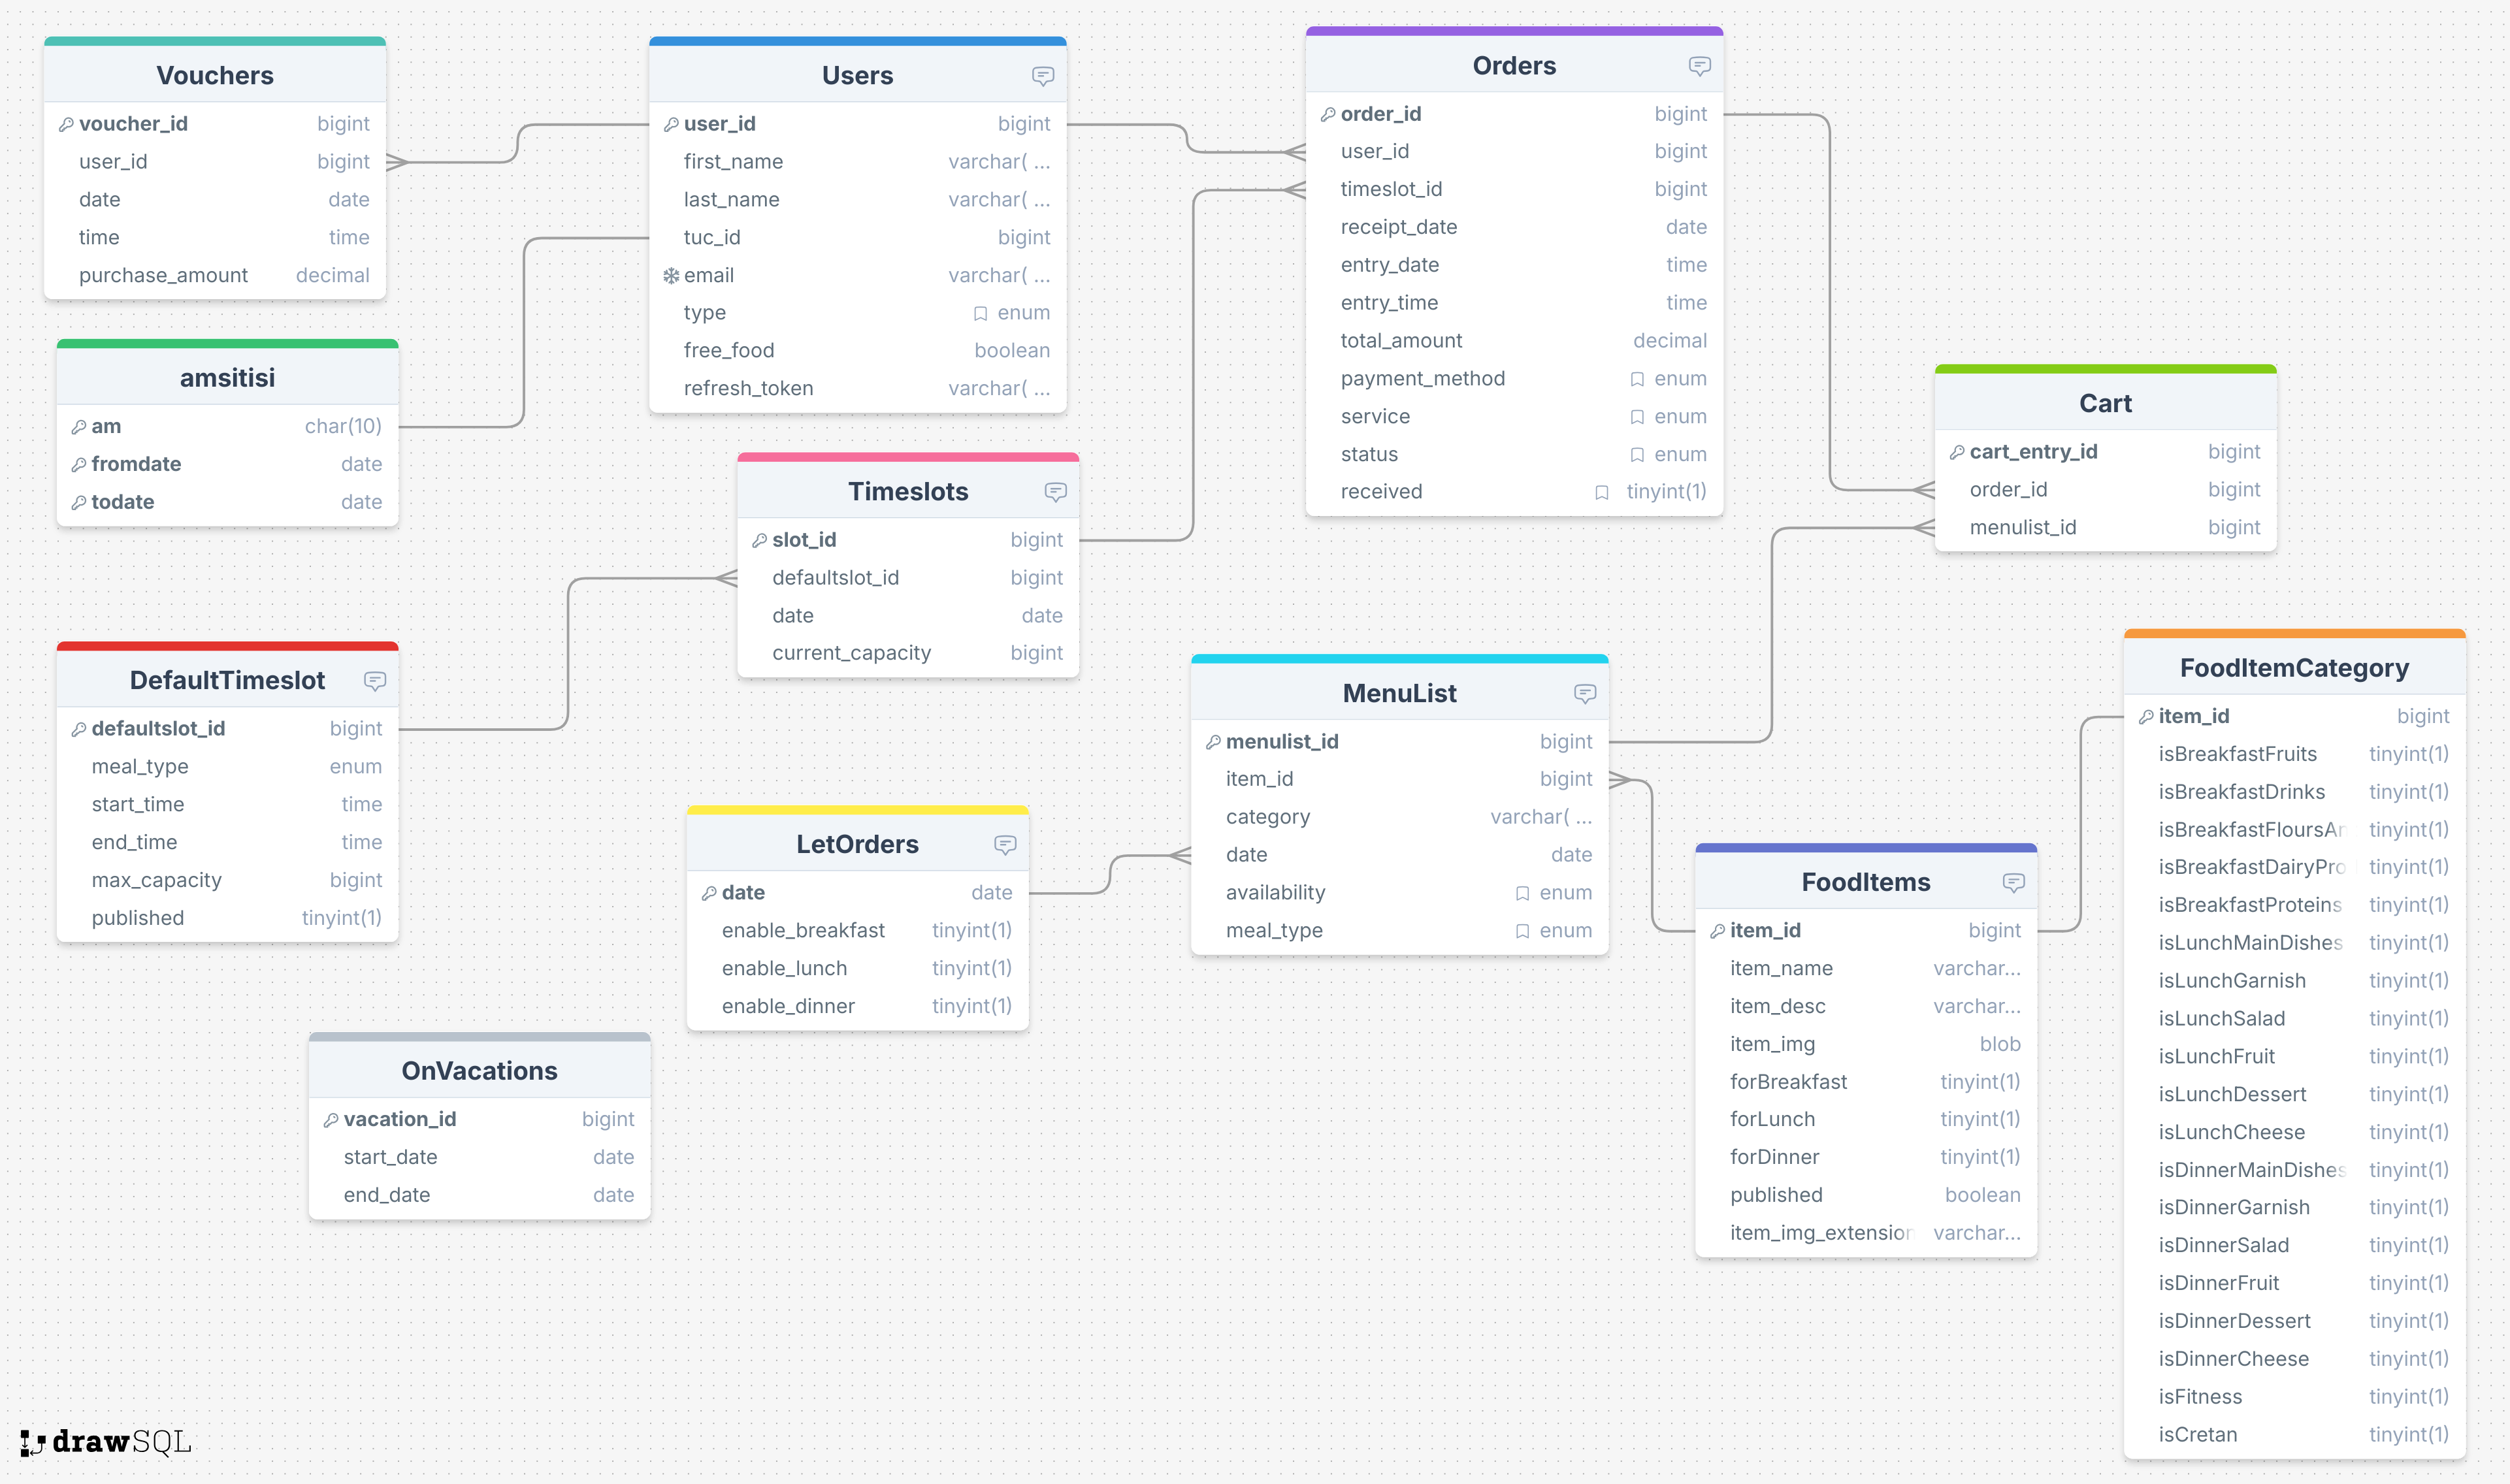 Vouchers
voucher_id bigint
user_id bigint
date date
time time
purchase_amount decimal
Users
user_id bigint
first_name varchar( ...
last_name varchar( ...
tuc_id bigint
email varchar( ...
type enum
free_food boolean
refresh_token varchar( ...
Orders
order_id bigint
user_id bigint
timeslot_id bigint
receipt_date date
entry_date time
entry_time time
total_amount decimal
payment_method enum
service enum
status enum
received tinyint(1)
amsitisi
am char(10)
fromdate date
todate date
Cart
cart_entry_id bigint
order_id bigint
menulist_id bigint
Timeslots
slot_id bigint
defaultslot_id bigint
date date
current_capacity bigint
DefaultTimeslot
defaultslot_id bigint
meal_type enum
start_time time
end_time time
max_capacity bigint
published tinyint(1)
MenuList
menulist_id bigint
item_id bigint
category varchar( ...
date date
availability enum
meal_type enum
FoodItemCategory
item_id bigint
isBreakfastFruits tinyint(1)
isBreakfastDrinks tinyint(1)
isBreakfastFloursAr tinyint(1)
isBreakfastDairyPro tinyint(1)
isBreakfastProteins tinyint(1)
isLunchMainDishes tinyint(1)
isLunchGarnish tinyint(1)
isLunchSalad tinyint(1)
isLunchFruit tinyint(1)
isLunchDessert tinyint(1)
isLunchCheese tinyint(1)
isDinnerMainDishes tinyint(1)
isDinnerGarnish tinyint(1)
isDinnerSalad tinyint(1)
isDinnerFruit tinyint(1)
isDinnerDessert tinyint(1)
isDinnerCheese tinyint(1)
isFitness tinyint(1)
isCretan tinyint(1)
LetOrders
date date
enable_breakfast tinyint(1)
enable_lunch tinyint(1)
enable_dinner tinyint(1)
FoodItems
item_id bigint
item_name varchar...
item_desc varchar...
item_img blob
forBreakfast tinyint(1)
forLunch tinyint(1)
forDinner tinyint(1)
published boolean
item_img_extension varchar...
OnVacations
vacation_id bigint
start_date date
end_date date
drawSQL